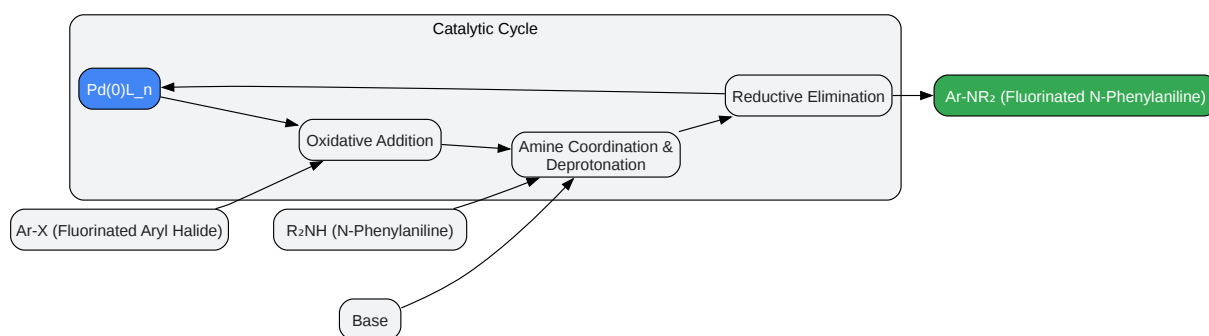 Catalytic Cycle
Pd(0)L_n
Reductive Elimination
Ar-NR₂ (Fluorinated N-Phenylaniline)
Oxidative Addition
Amine Coordination &
Deprotonation
Ar-X (Fluorinated Aryl Halide)
R₂NH (N-Phenylaniline)
Base